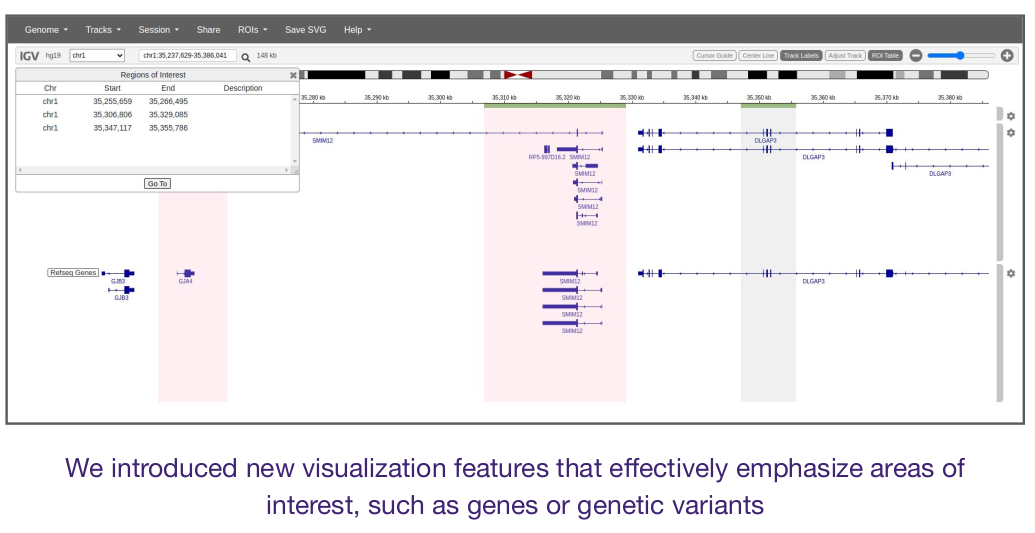 Genome Tracks Session Share ROIs Save SVG Help
IGV hg19 chr1 chr1:35,237,629-35,386,041 148 kb Cursor Guide Center Line Track Labels Adjust Track ROI Table
Regions of Interest
Chr Start End Description
chr1 35,255,659 35,266,495
chr1 35,306,806 35,329,085
chr1 35,347,117 35,355,786
Go To
35,280 kb 35,290 kb 35,300 kb 35,310 kb 35,320 kb 35,330 kb 35,340 kb 35,350 kb 35,360 kb 35,370 kb 35,380 kb
SMIM12 DLGAP3
RP5-997D16.2 SMIM12 DLGAP3
SMIM12 DLGAP3
SMIM12
SMIM12
SMIM12
Refseq Genes
GJB3 GJA4 SMIM12 DLGAP3
GJB3 SMIM12
SMIM12
SMIM12
We introduced new visualization features that effectively emphasize areas of
interest, such as genes or genetic variants